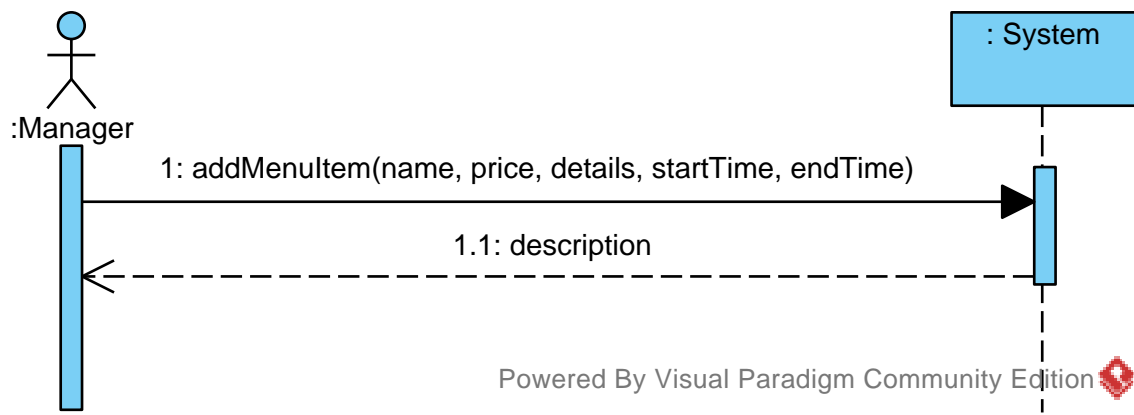 : System
:Manager
1: addMenuItem(name, price, details, startTime, endTime)
1.1: description
Powered By Visual Paradigm Community Edition